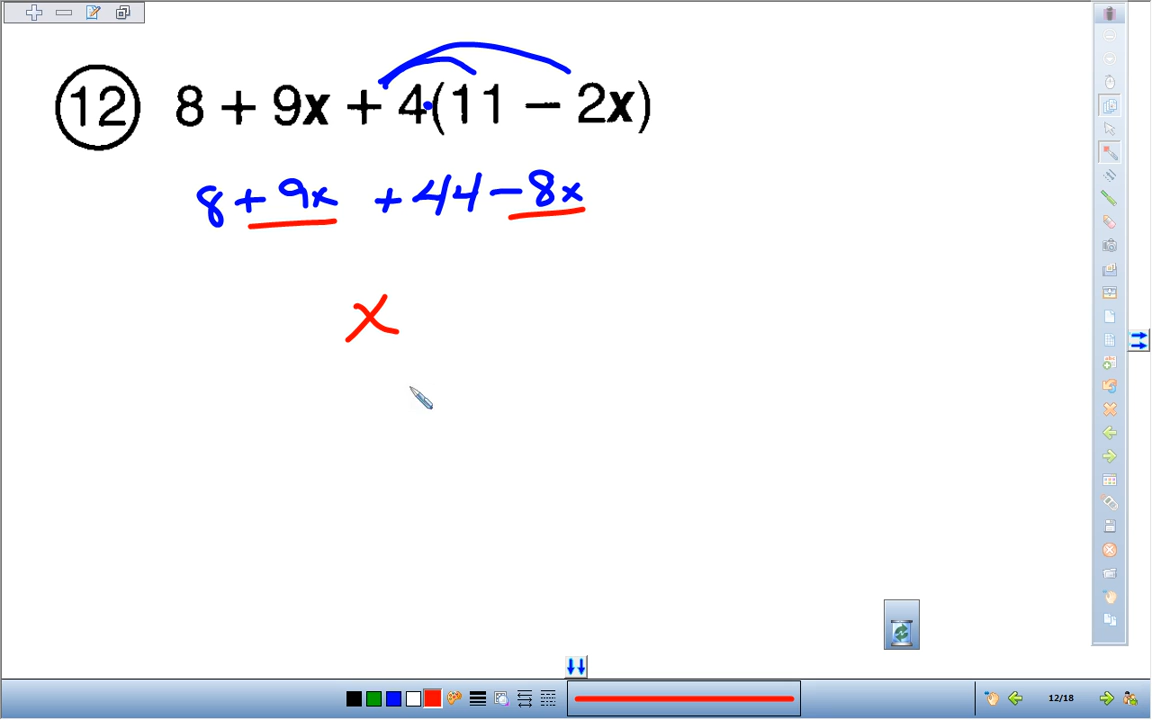 12 8 + 9x + 4·(11 − 2x)
8 + 9x + 44 − 8x
x
12/18